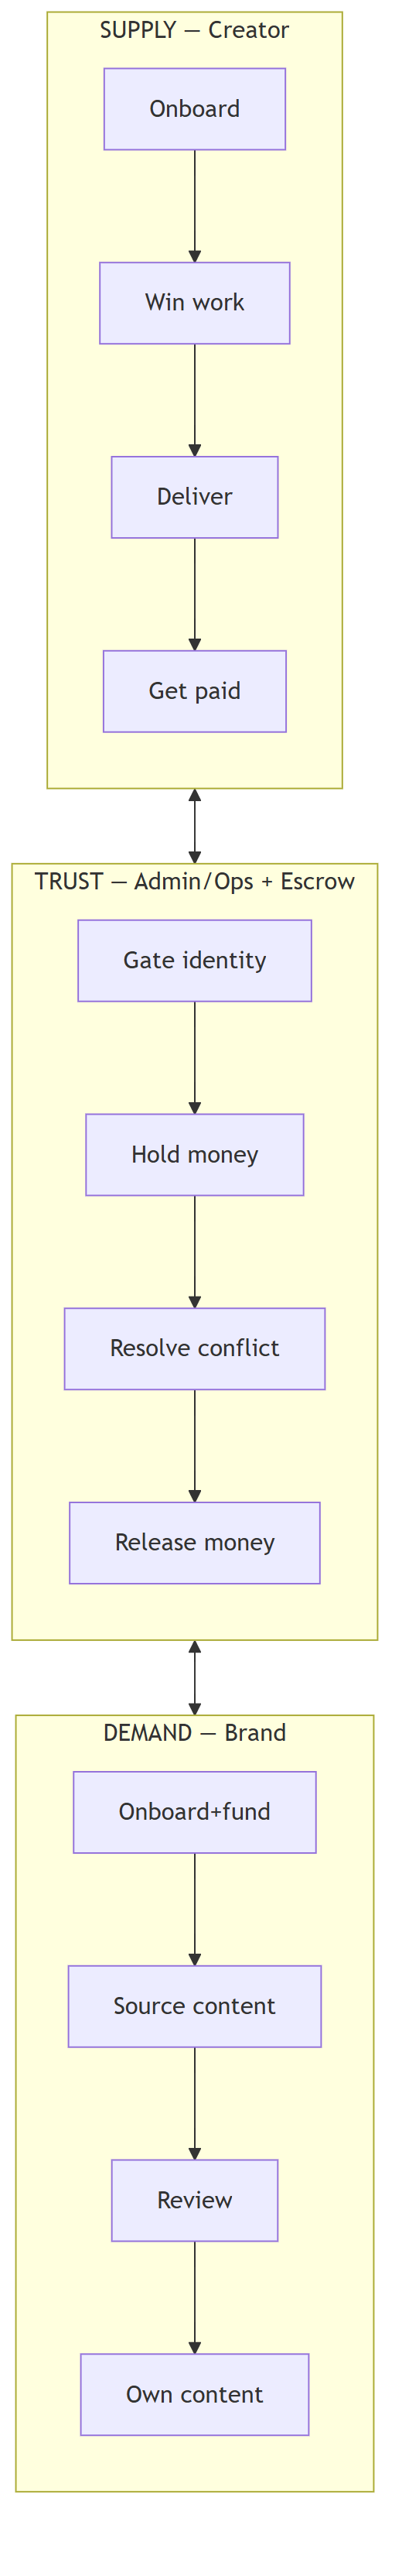 SUPPLY — Creator
Onboard
Win work
Deliver
Get paid
TRUST — Admin/Ops + Escrow
Gate identity
Hold money
Resolve conflict
Release money
DEMAND — Brand
Onboard+fund
Source content
Review
Own content